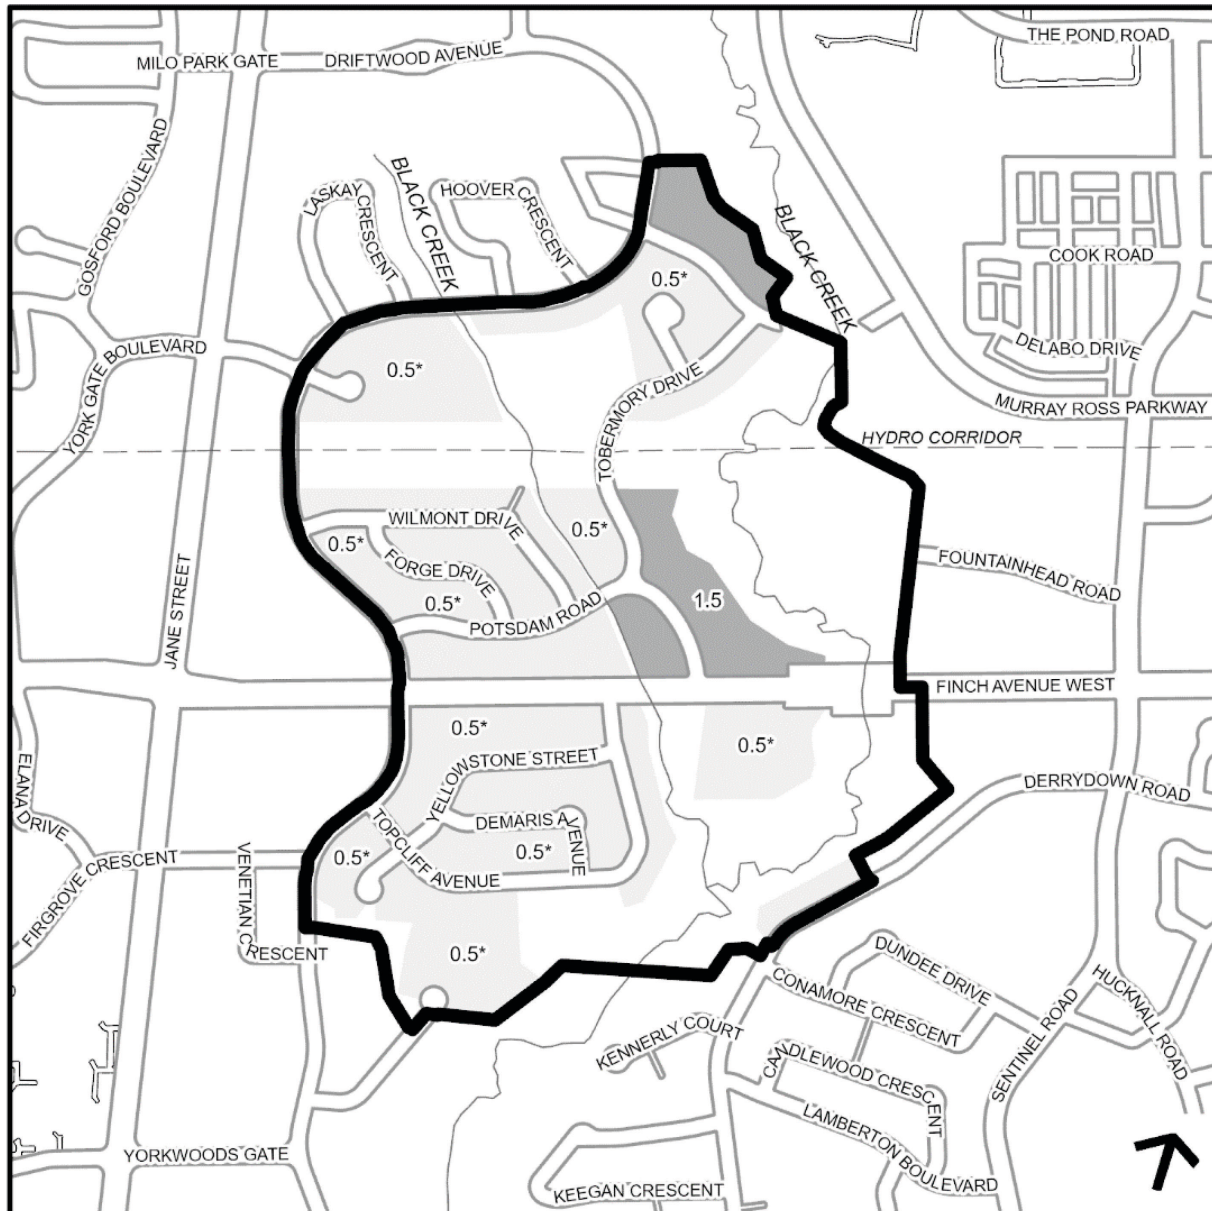 THE POND ROAD
MILO PARK GATE
DRIFTWOOD AVENUE
GOSFORD BOULEVARD
LASKAY CRESCENT
BLACK CREEK
HOOVER CRESCENT
BLACK CREEK
COOK ROAD
0.5*
DELABO DRIVE
YORK GATE BOULEVARD
0.5*
TOBERMORY DRIVE
MURRAY ROSS PARKWAY
HYDRO CORRIDOR
WILMONT DRIVE
0.5*
0.5*
FORGE DRIVE
FOUNTAINHEAD ROAD
0.5*
1.5
POTSDAM ROAD
JANE STREET
FINCH AVENUE WEST
0.5*
0.5*
ELANA DRIVE
YELLOWSTONE STREET
DERRYDOWN ROAD
DEMARIS AVENUE
TOPCLIFF AVENUE
0.5*
0.5*
FIRGROVE CRESCENT
VENETIAN CRESCENT
0.5*
DUNDEE DRIVE
CONAMORE CRESCENT
HUCKNALL ROAD
SENTINEL ROAD
KENNERLY COURT
CANDLEWOOD CRESCENT
LAMBERTON BOULEVARD
YORKWOODS GATE
KEEGAN CRESCENT